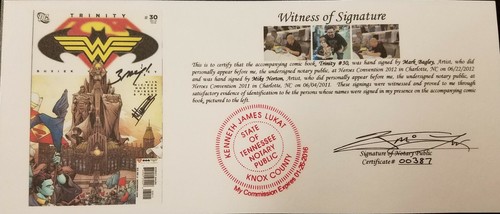 Witness of Signature
TRINITY
#30
DC
This is to certify that the accompanying comic book, Trinity #30, was hand signed by Mark Bagley, Artist, who did
personally appear before me, the undersigned notary public, at Heroes Convention 2012 in Charlotte, NC on 06/22/2012
and was hand signed by Mike Norton, Artist, who did personally appear before me, the undersigned notary public, at
Heroes Convention 2011 in Charlotte, NC on 06/04/2011. These signings were witnessed and proved to me through
satisfactory evidence of identification to be the persons whose names were signed in my presence on the accompanying comic
book, pictured to the left.
KENNETH JAMES LUKAT
STATE OF
TENNESSEE
NOTARY
PUBLIC
KNOX COUNTY
My Commission Expires 01-26-2016
Signature of Notary Public
Certificate# 00387